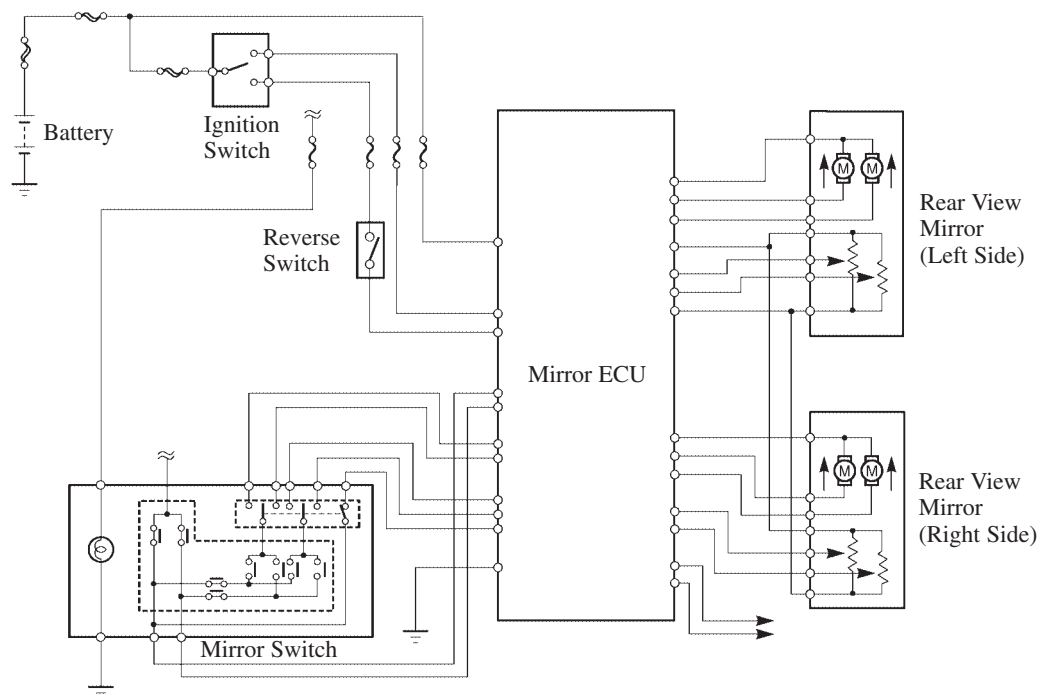 Battery
Ignition
Switch
Reverse
Switch
Mirror ECU
M
M
Rear View
Mirror
(Left Side)
M
M
Rear View
Mirror
(Right Side)
Mirror Switch